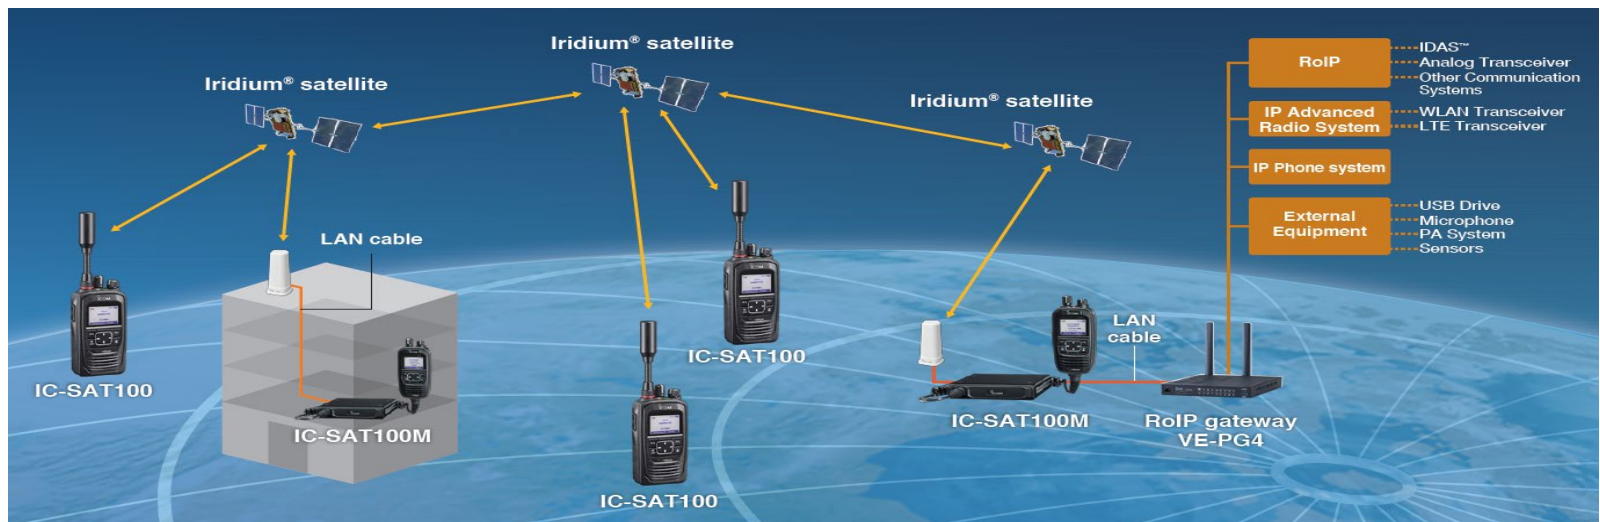 Iridium® satellite
Iridium® satellite
Iridium® satellite
LAN cable
IC-SAT100
IC-SAT100M
IC-SAT100
IC-SAT100
IC-SAT100M
LAN
cable
RoIP gateway
VE-PG4
RoIP
IDAS™
Analog Transceiver
Other Communication
Systems
IP Advanced
Radio System
WLAN Transceiver
LTE Transceiver
IP Phone system
External
Equipment
USB Drive
Microphone
PA System
Sensors